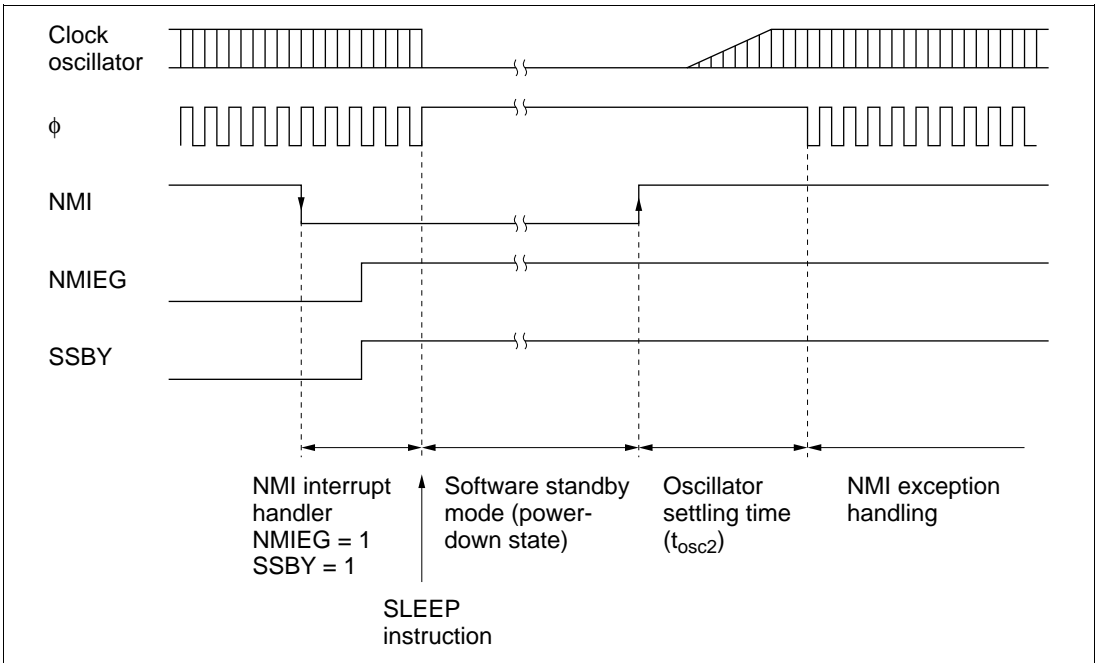 Clock
oscillator
φ
NMI
NMIEG
SSBY
NMI interrupt
handler
NMIEG = 1
SSBY = 1
Software standby
mode (power-
down state)
Oscillator
settling time
(tosc2)
NMI exception
handling
SLEEP
instruction